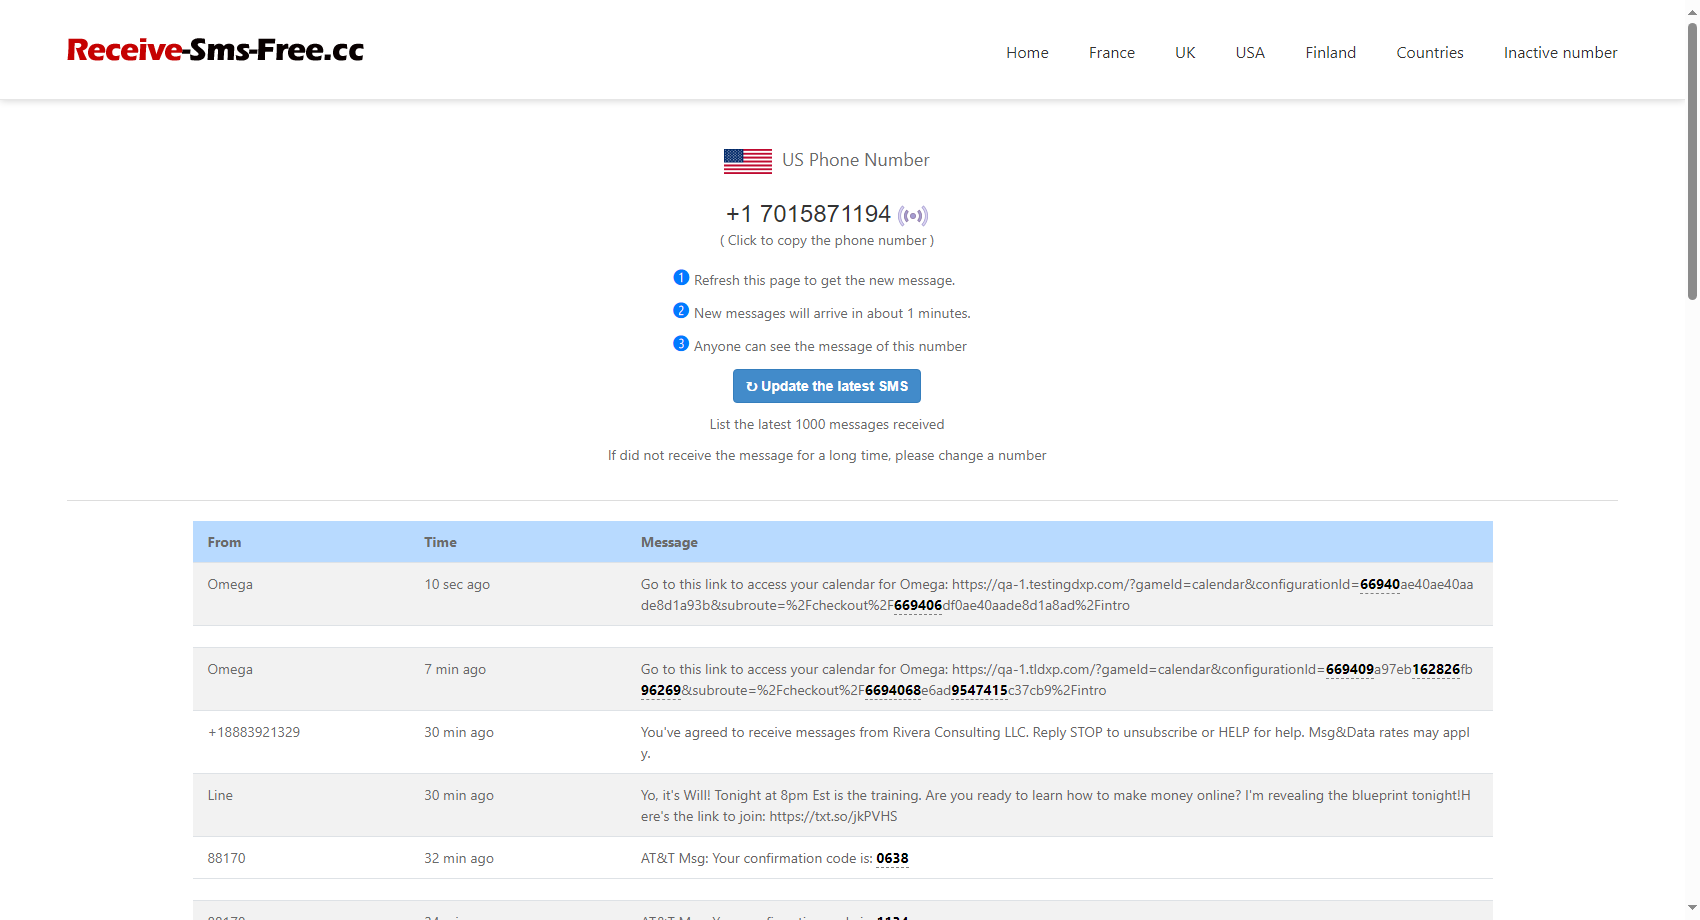 Receive-Sms-Free.cc
Home France UK USA Finland Countries Inactive number
US Phone Number
+1 7015871194
( Click to copy the phone number )
1 Refresh this page to get the new message.
2 New messages will arrive in about 1 minutes.
3 Anyone can see the message of this number
↻ Update the latest SMS
List the latest 1000 messages received
If did not receive the message for a long time, please change a number
From Time Message
Omega 10 sec ago Go to this link to access your calendar for Omega: https://qa-1.testingdxp.com/?gameId=calendar&configurationId=66940ae40ae40aa
de8d1a93b&subroute=%2Fcheckout%2F669406df0ae40aade8d1a8ad%2Fintro
Omega 7 min ago Go to this link to access your calendar for Omega: https://qa-1.tldxp.com/?gameId=calendar&configurationId=669409a97eb162826fb
96269&subroute=%2Fcheckout%2F6694068e6ad9547415c37cb9%2Fintro
+18883921329 30 min ago You've agreed to receive messages from Rivera Consulting LLC. Reply STOP to unsubscribe or HELP for help. Msg&Data rates may appl
y.
Line 30 min ago Yo, it's Will! Tonight at 8pm Est is the training. Are you ready to learn how to make money online? I'm revealing the blueprint tonight!H
ere's the link to join: https://txt.so/jkPVHS
88170 32 min ago AT&T Msg: Your confirmation code is: 0638